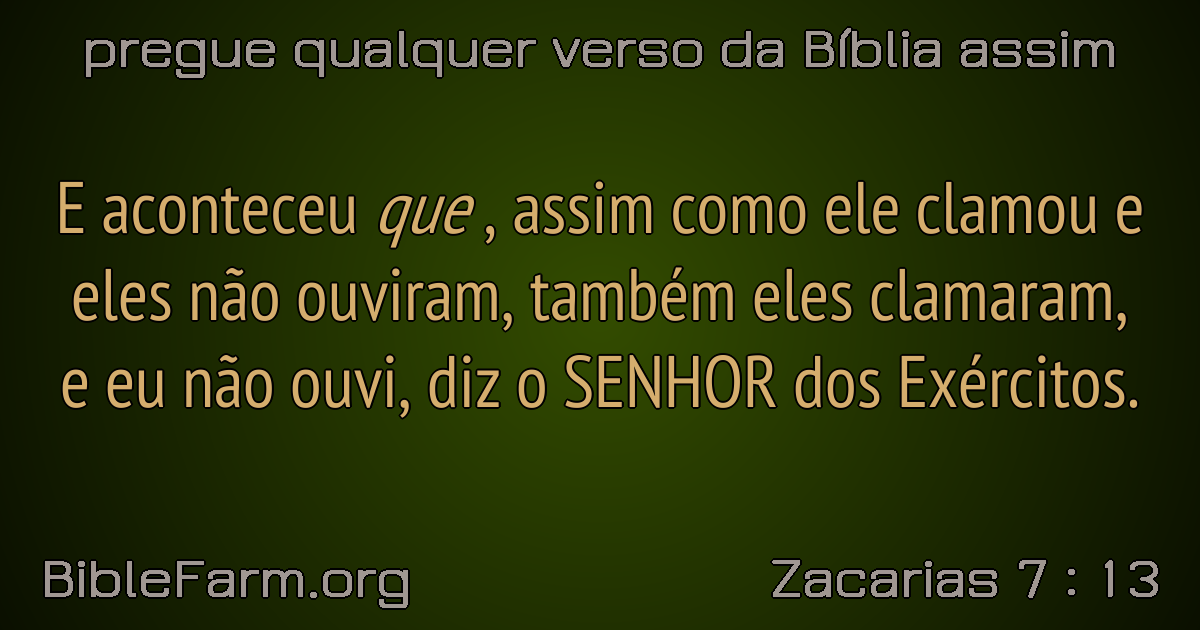 pregue qualquer verso da Bíblia assim
E aconteceu que , assim como ele clamou e
eles não ouviram, também eles clamaram,
e eu não ouvi, diz o SENHOR dos Exércitos.
BibleFarm.org
Zacarias 7 : 13